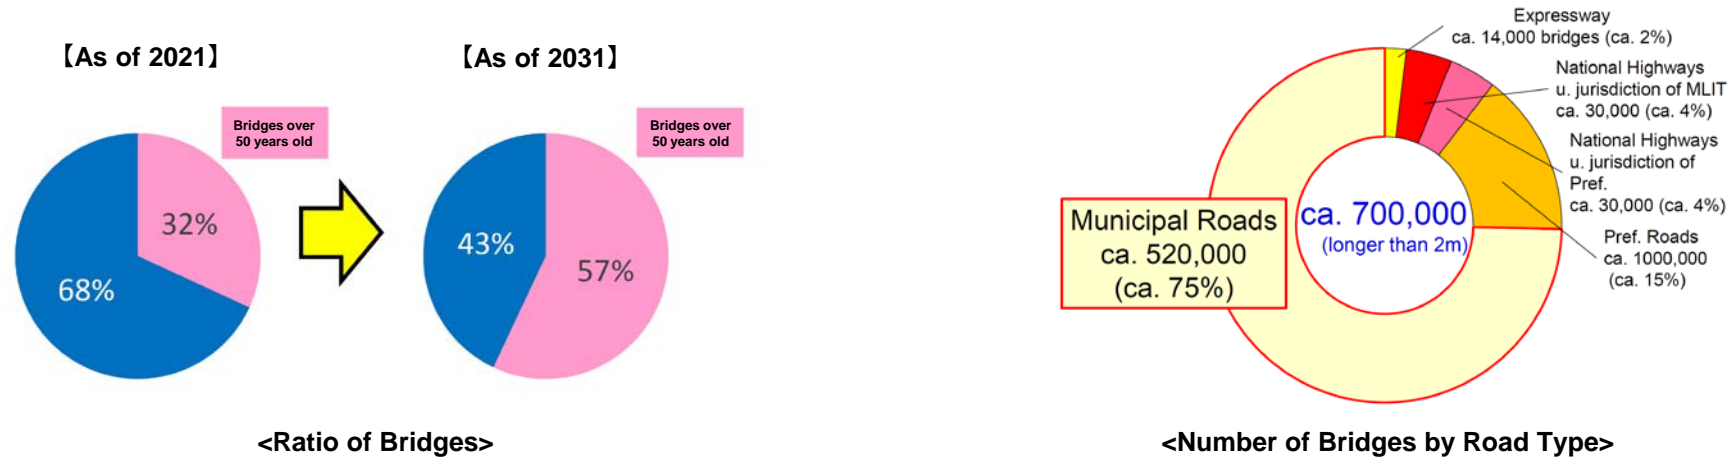 【As of 2021】
Bridges over
50 years old
32%
68%
【As of 2031】
Bridges over
50 years old
43%
57%
<Ratio of Bridges>
Expressway
ca. 14,000 bridges (ca. 2%)
National Highways
u. jurisdiction of MLIT
ca. 30,000 (ca. 4%)
National Highways
u. jurisdiction of
Pref.
ca. 30,000 (ca. 4%)
Pref. Roads
ca. 1000,000
(ca. 15%)
Municipal Roads
ca. 520,000
(ca. 75%)
ca. 700,000
(longer than 2m)
<Number of Bridges by Road Type>